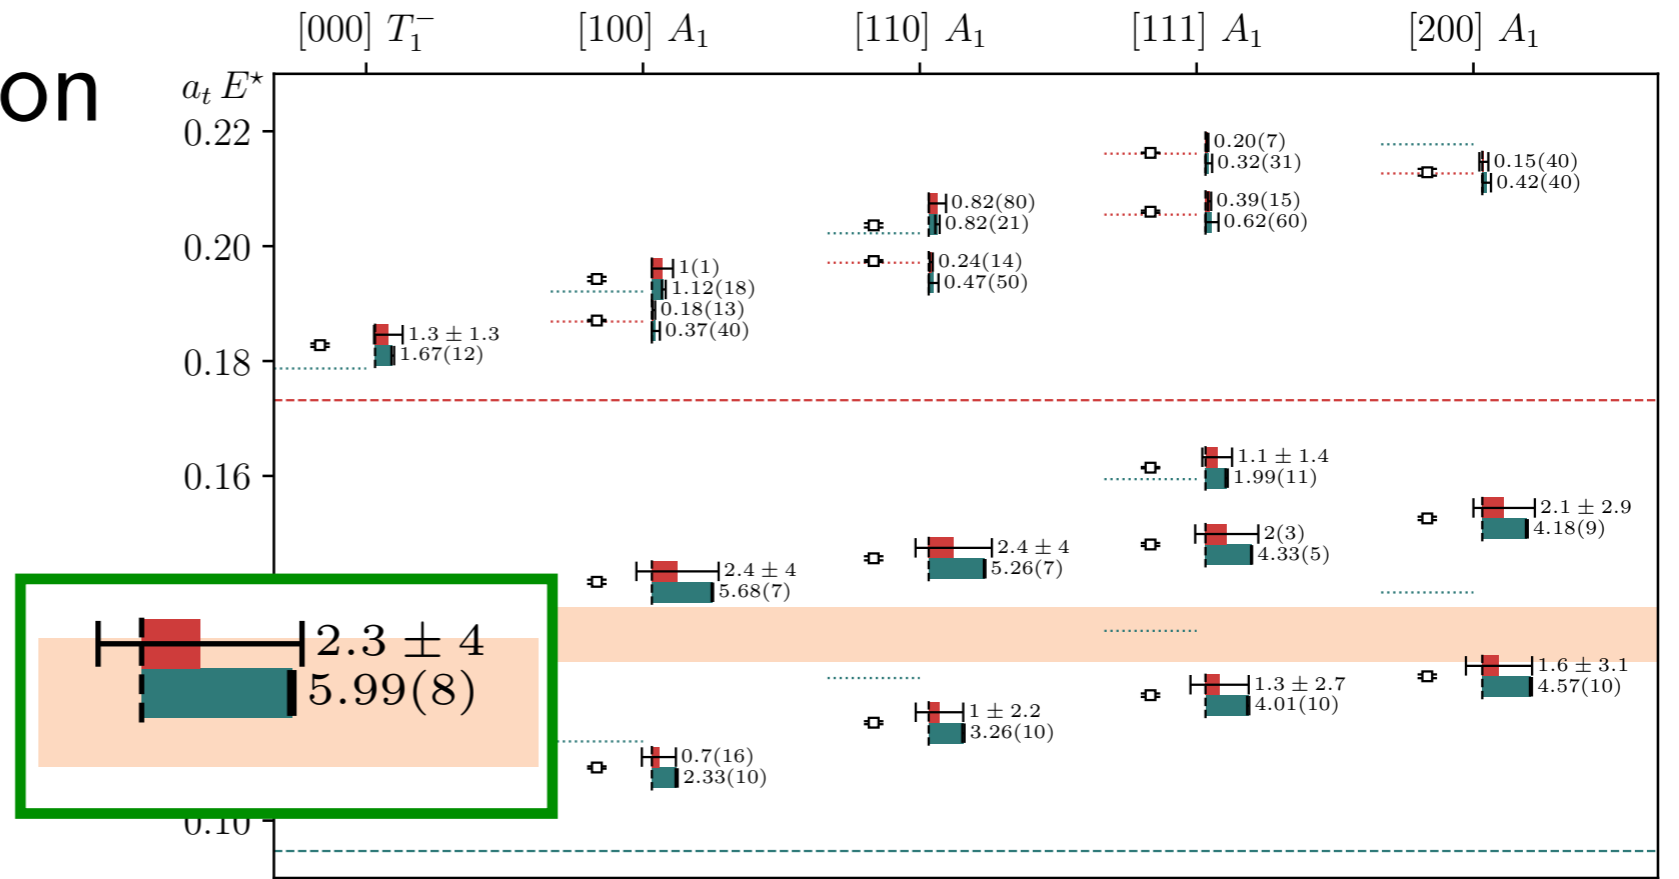 [000] T₁⁻ [100] A₁ [110] A₁ [111] A₁ [200] A₁
on
aₜ E⋆
0.22
0.20(7)
0.32(31)
0.15(40)
0.42(40)
0.82(80)
0.82(21)
0.39(15)
0.62(60)
0.20
0.24(14)
0.47(50)
1(1)
1.12(18)
0.18(13)
0.37(40)
1.3 ± 1.3
1.67(12)
0.18
1.1 ± 1.4
1.99(11)
0.16
2.1 ± 2.9
4.18(9)
2(3)
4.33(5)
2.4 ± 4
5.26(7)
2.4 ± 4
5.68(7)
2.3 ± 4
5.99(8)
1.6 ± 3.1
4.57(10)
1.3 ± 2.7
4.01(10)
1 ± 2.2
3.26(10)
0.7(16)
2.33(10)
0.10